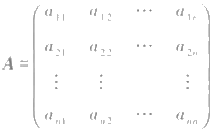 A = ( a₁₁ a₁₂ ⋯ a₁ₙ
a₂₁ a₂₂ ⋯ a₂ₙ
⋮ ⋮ ⋮
aₙ₁ aₙ₂ ⋯ aₙₙ )